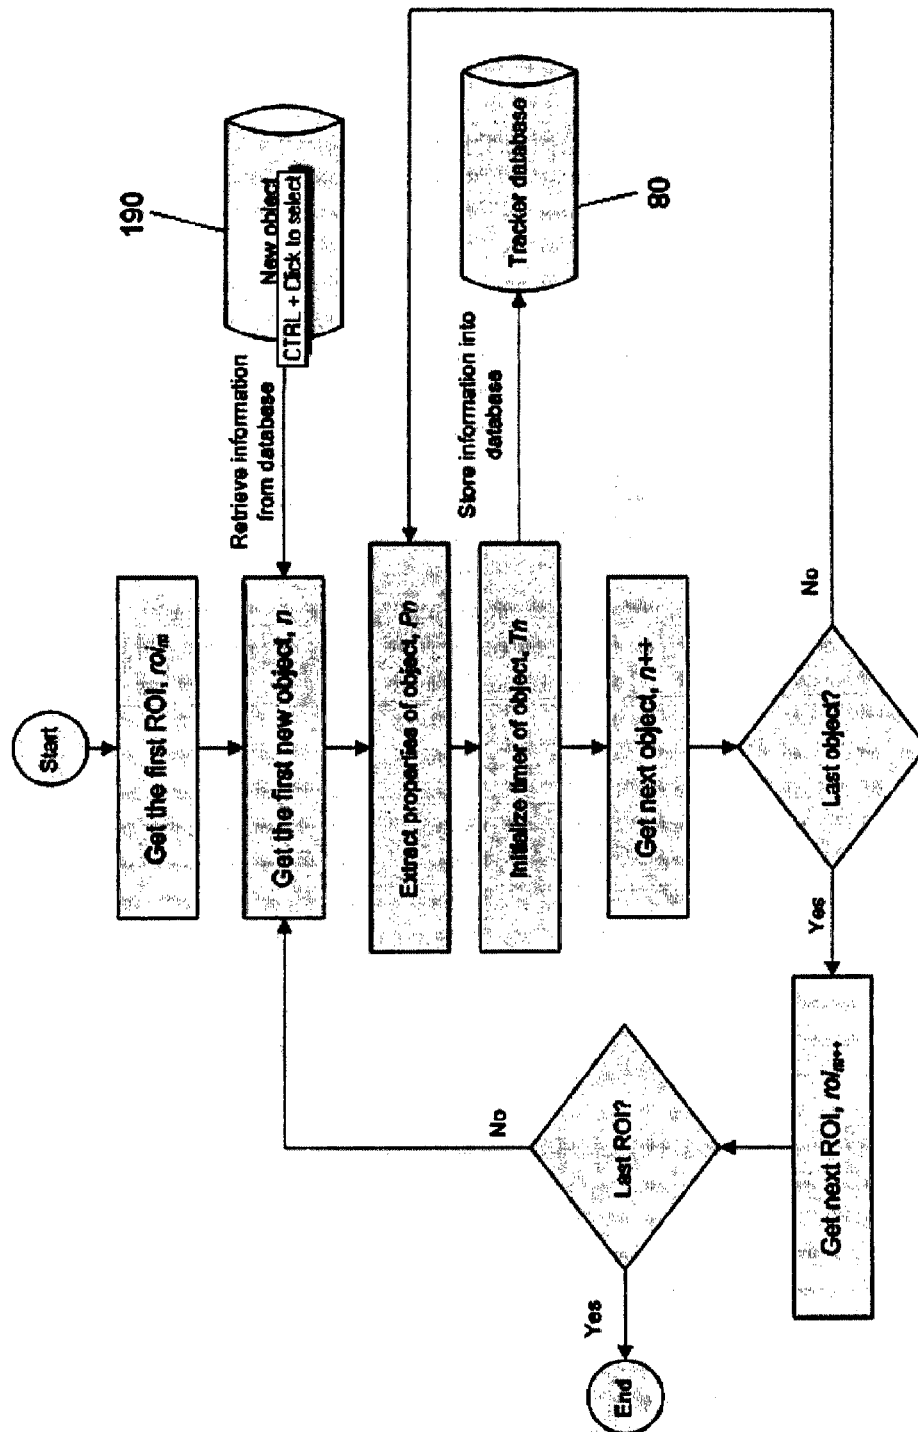 Start
Get the first ROI, roi_m
Get the first new object, n
Retrieve information
from database
New object
CTRL + Click to select
190
Extract properties of object, Pn
Initialize timer of object, Tn
Store information into
database
Tracker database
80
Get next object, n++
Last object?
No
Yes
Get next ROI, roi_m++
Last ROI?
No
Yes
End